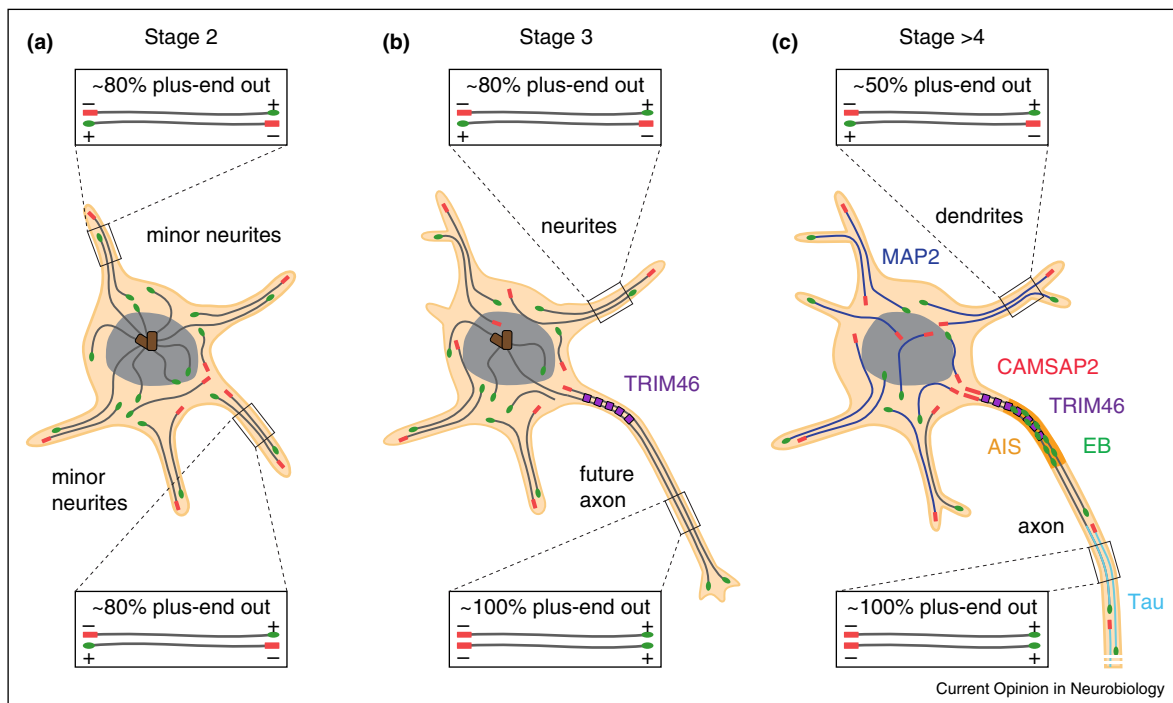 (a) Stage 2
~80% plus-end out
− +
+ −
minor neurites
minor
neurites
~80% plus-end out
− +
+ −
(b) Stage 3
~80% plus-end out
− +
+ −
neurites
TRIM46
future
axon
~100% plus-end out
− +
− +
(c) Stage >4
~50% plus-end out
− +
+ −
dendrites
MAP2
CAMSAP2
TRIM46
AIS EB
axon
Tau
~100% plus-end out
− +
− +
Current Opinion in Neurobiology